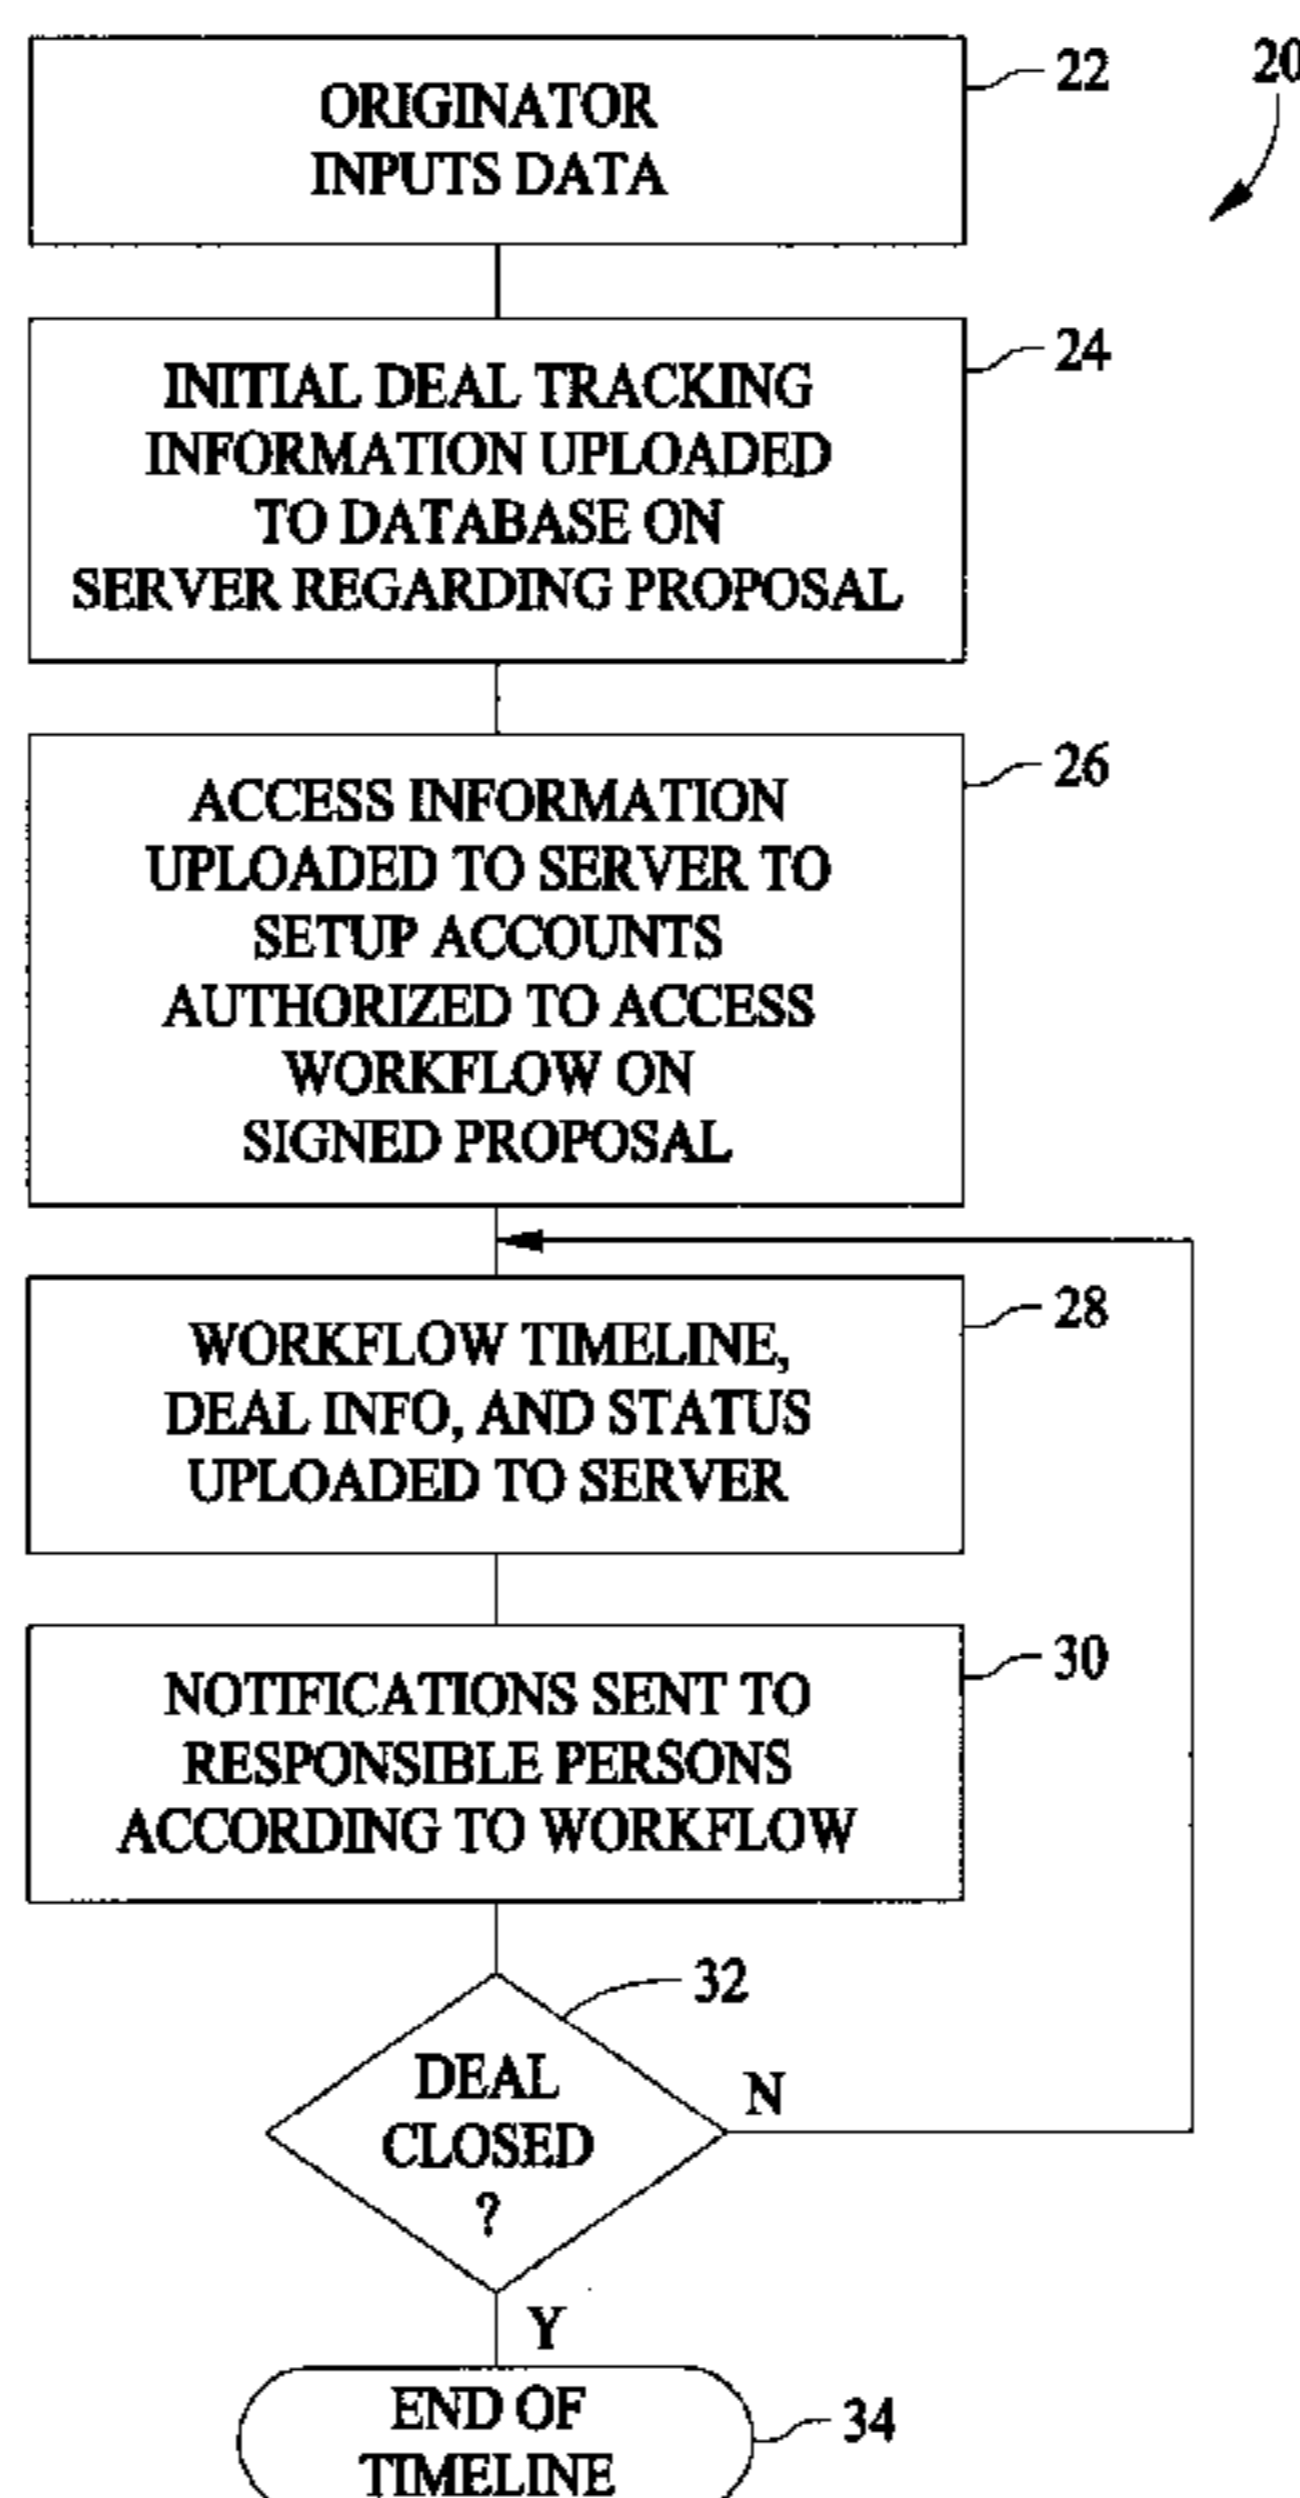 20
ORIGINATOR
INPUTS DATA
22
INITIAL DEAL TRACKING
INFORMATION UPLOADED
TO DATABASE ON
SERVER REGARDING PROPOSAL
24
ACCESS INFORMATION
UPLOADED TO SERVER TO
SETUP ACCOUNTS
AUTHORIZED TO ACCESS
WORKFLOW ON
SIGNED PROPOSAL
26
WORKFLOW TIMELINE,
DEAL INFO, AND STATUS
UPLOADED TO SERVER
28
NOTIFICATIONS SENT TO
RESPONSIBLE PERSONS
ACCORDING TO WORKFLOW
30
DEAL
CLOSED
?
32
N
Y
END OF
TIMELINE
34